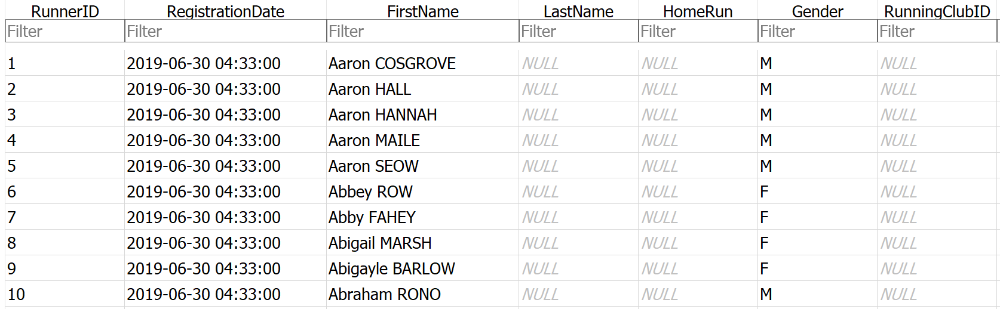 RunnerID RegistrationDate FirstName LastName HomeRun Gender RunningClubID
Filter Filter Filter Filter Filter Filter Filter
1 2019-06-30 04:33:00 Aaron COSGROVE NULL NULL M NULL
2 2019-06-30 04:33:00 Aaron HALL NULL NULL M NULL
3 2019-06-30 04:33:00 Aaron HANNAH NULL NULL M NULL
4 2019-06-30 04:33:00 Aaron MAILE NULL NULL M NULL
5 2019-06-30 04:33:00 Aaron SEOW NULL NULL M NULL
6 2019-06-30 04:33:00 Abbey ROW NULL NULL F NULL
7 2019-06-30 04:33:00 Abby FAHEY NULL NULL F NULL
8 2019-06-30 04:33:00 Abigail MARSH NULL NULL F NULL
9 2019-06-30 04:33:00 Abigayle BARLOW NULL NULL F NULL
10 2019-06-30 04:33:00 Abraham RONO NULL NULL M NULL